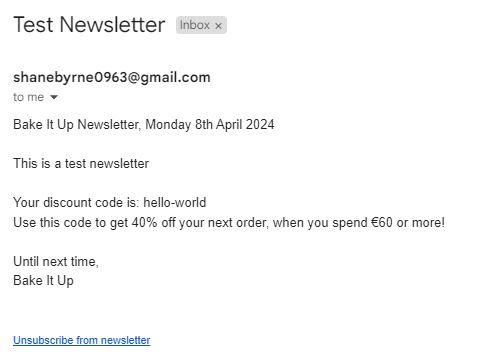 Test Newsletter Inbox ×
shanebyrne0963@gmail.com
to me
Bake It Up Newsletter, Monday 8th April 2024
This is a test newsletter
Your discount code is: hello-world
Use this code to get 40% off your next order, when you spend €60 or more!
Until next time,
Bake It Up
Unsubscribe from newsletter